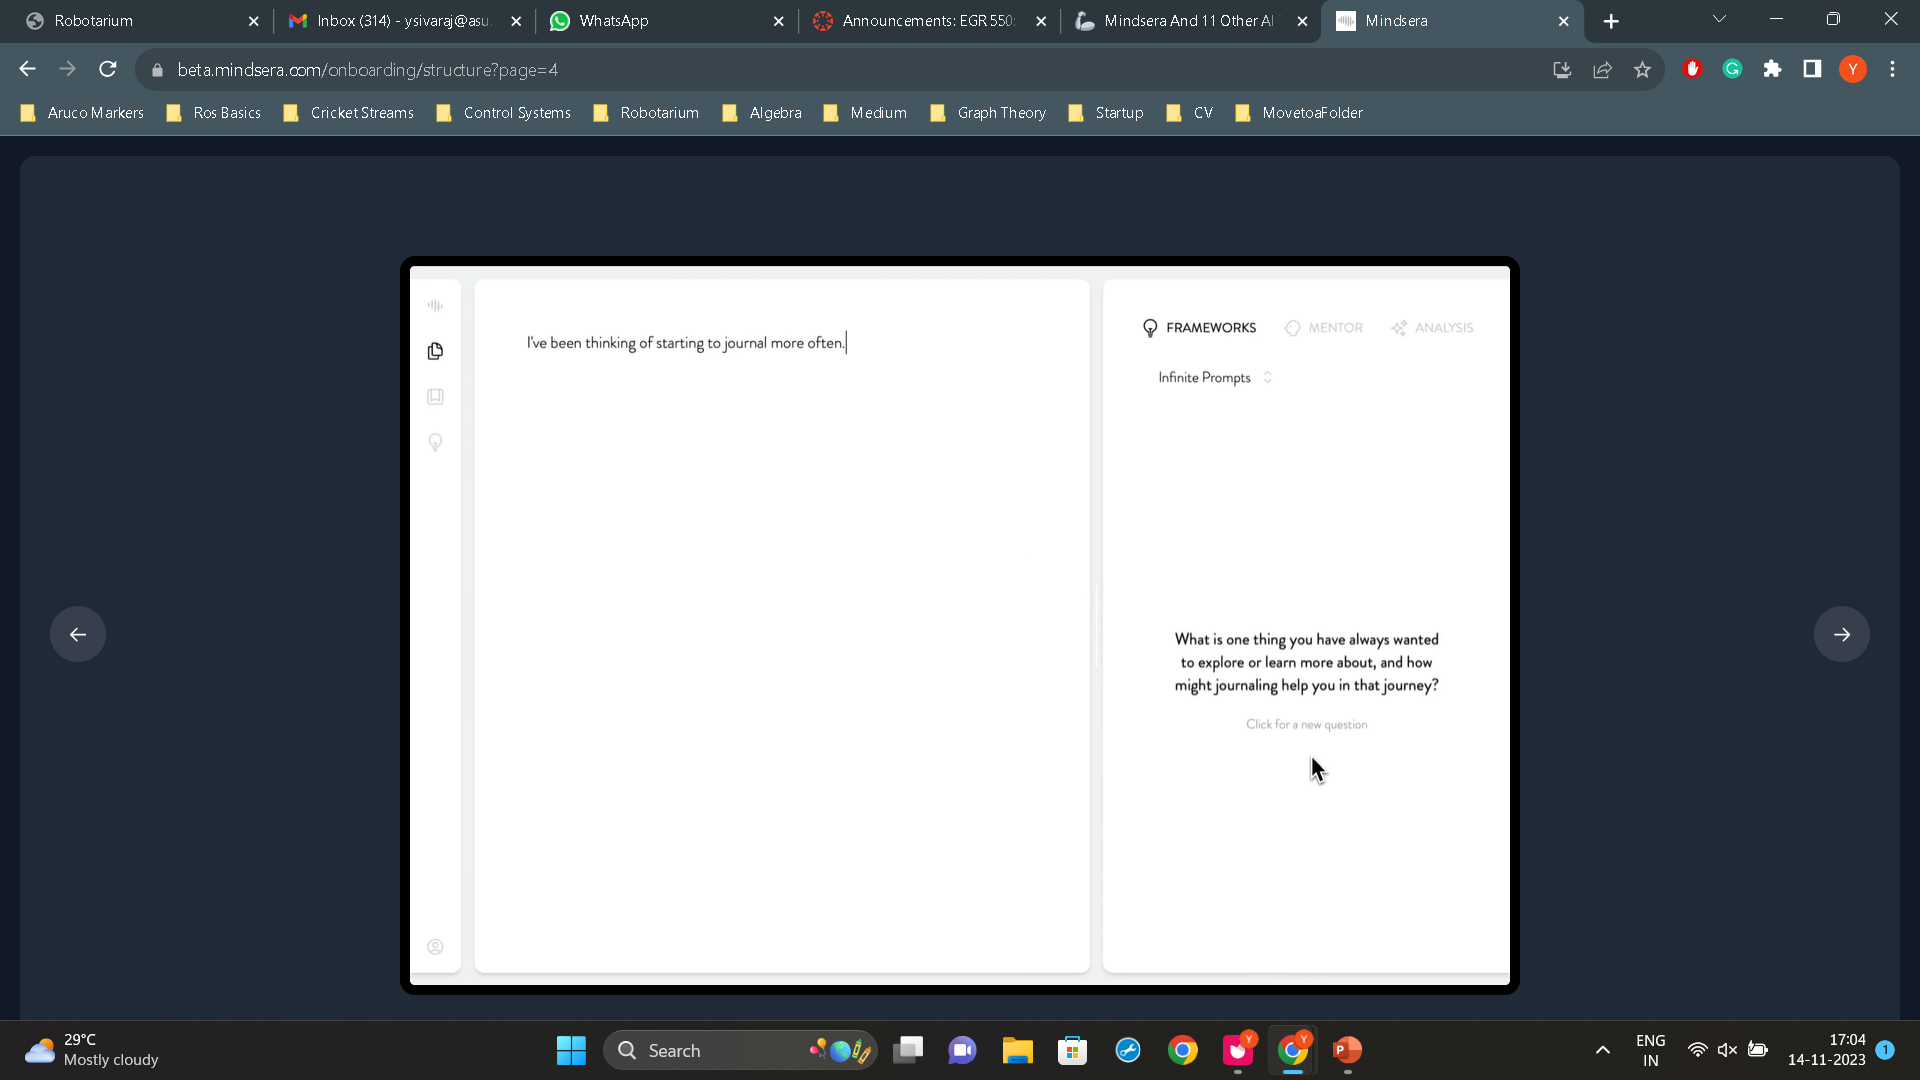 Robotarium
Inbox (314) - ysivaraj@asu.
WhatsApp
Announcements: EGR 550:
Mindsera And 11 Other AI
Mindsera
beta.mindsera.com/onboarding/structure?page=4
Y
Aruco Markers
Ros Basics
Cricket Streams
Control Systems
Robotarium
Algebra
Medium
Graph Theory
Startup
CV
MovetoaFolder
I've been thinking of starting to journal more often.
FRAMEWORKS
MENTOR
ANALYSIS
Infinite Prompts
What is one thing you have always wanted
to explore or learn more about, and how
might journaling help you in that journey?
Click for a new question
29°C
Mostly cloudy
Search
ENG
IN
17:04
14-11-2023
1